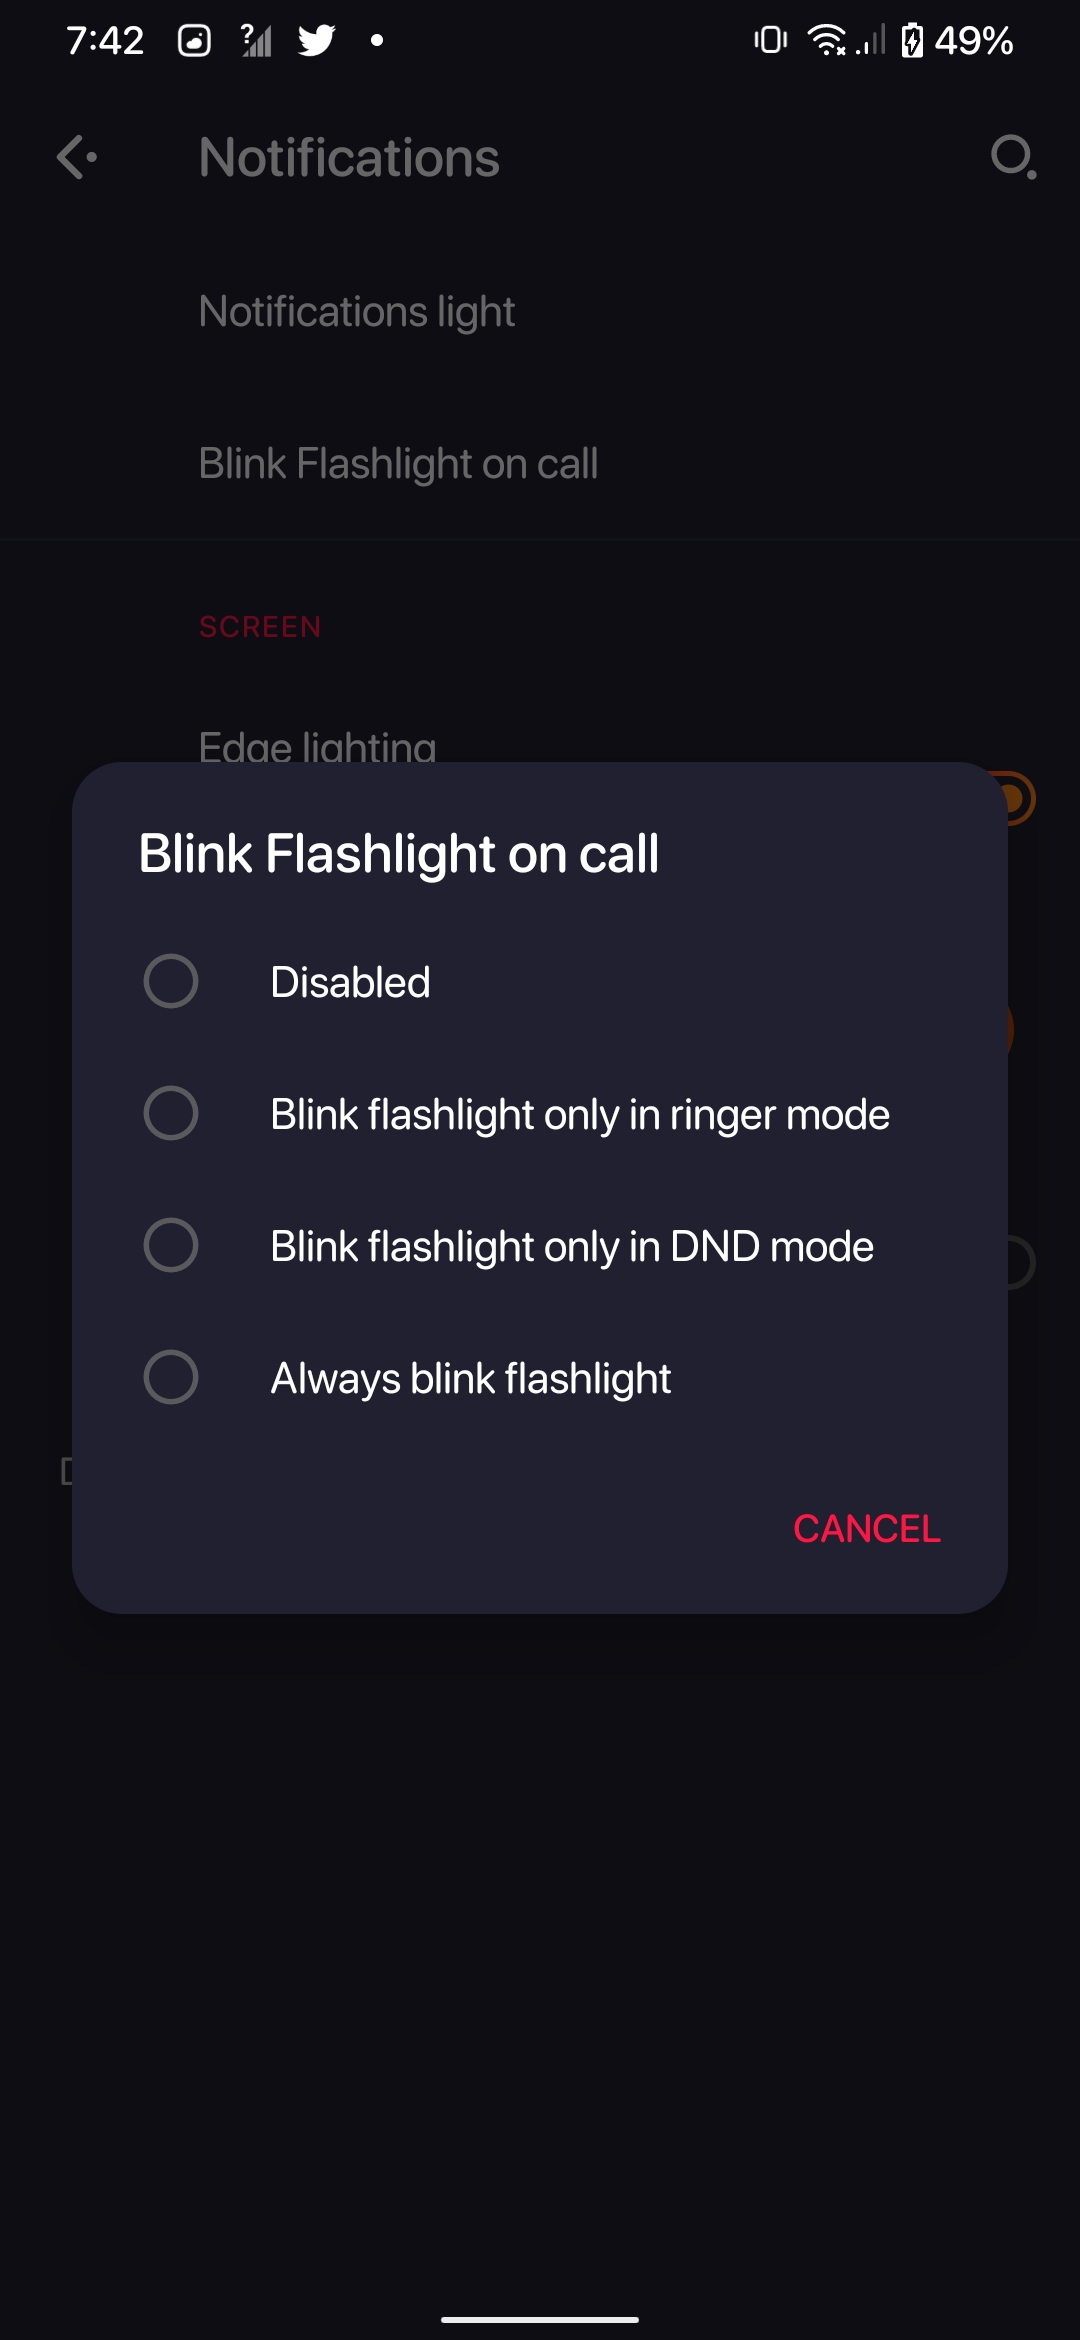 7:42
49%
Notifications
Notifications light
Blink Flashlight on call
SCREEN
Edge lighting
Blink Flashlight on call
Disabled
Blink flashlight only in ringer mode
Blink flashlight only in DND mode
Always blink flashlight
CANCEL